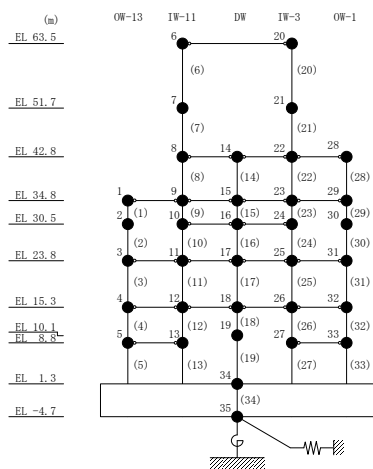 (m) OW-13 IW-11 DW IW-3 OW-1
EL 63.5 6 20
(6) (20)
EL 51.7 7 21
(7) (21)
EL 42.8 8 14 22 28
(8) (14) (22) (28)
EL 34.8 1 9 15 23 29
(1) (9) (15) (23) (29)
EL 30.5 2 10 16 24 30
(2) (10) (16) (24) (30)
EL 23.8 3 11 17 25 31
(3) (11) (17) (25) (31)
EL 15.3 4 12 18 26 32
(4) (12) (18) (26) (32)
EL 10.1 19
EL 8.8 5 13 27 33
(5) (13) (19) (27) (33)
EL 1.3 34
(34)
EL -4.7 35